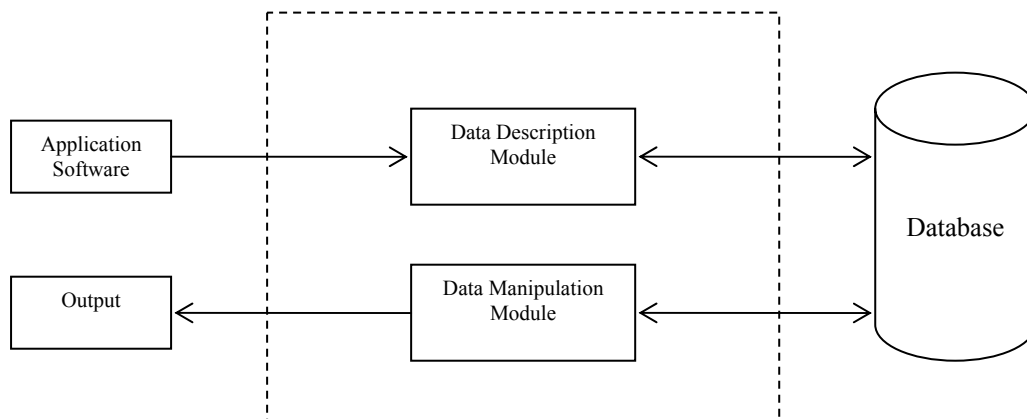 Application
Software
Data Description
Module
Database
Output
Data Manipulation
Module